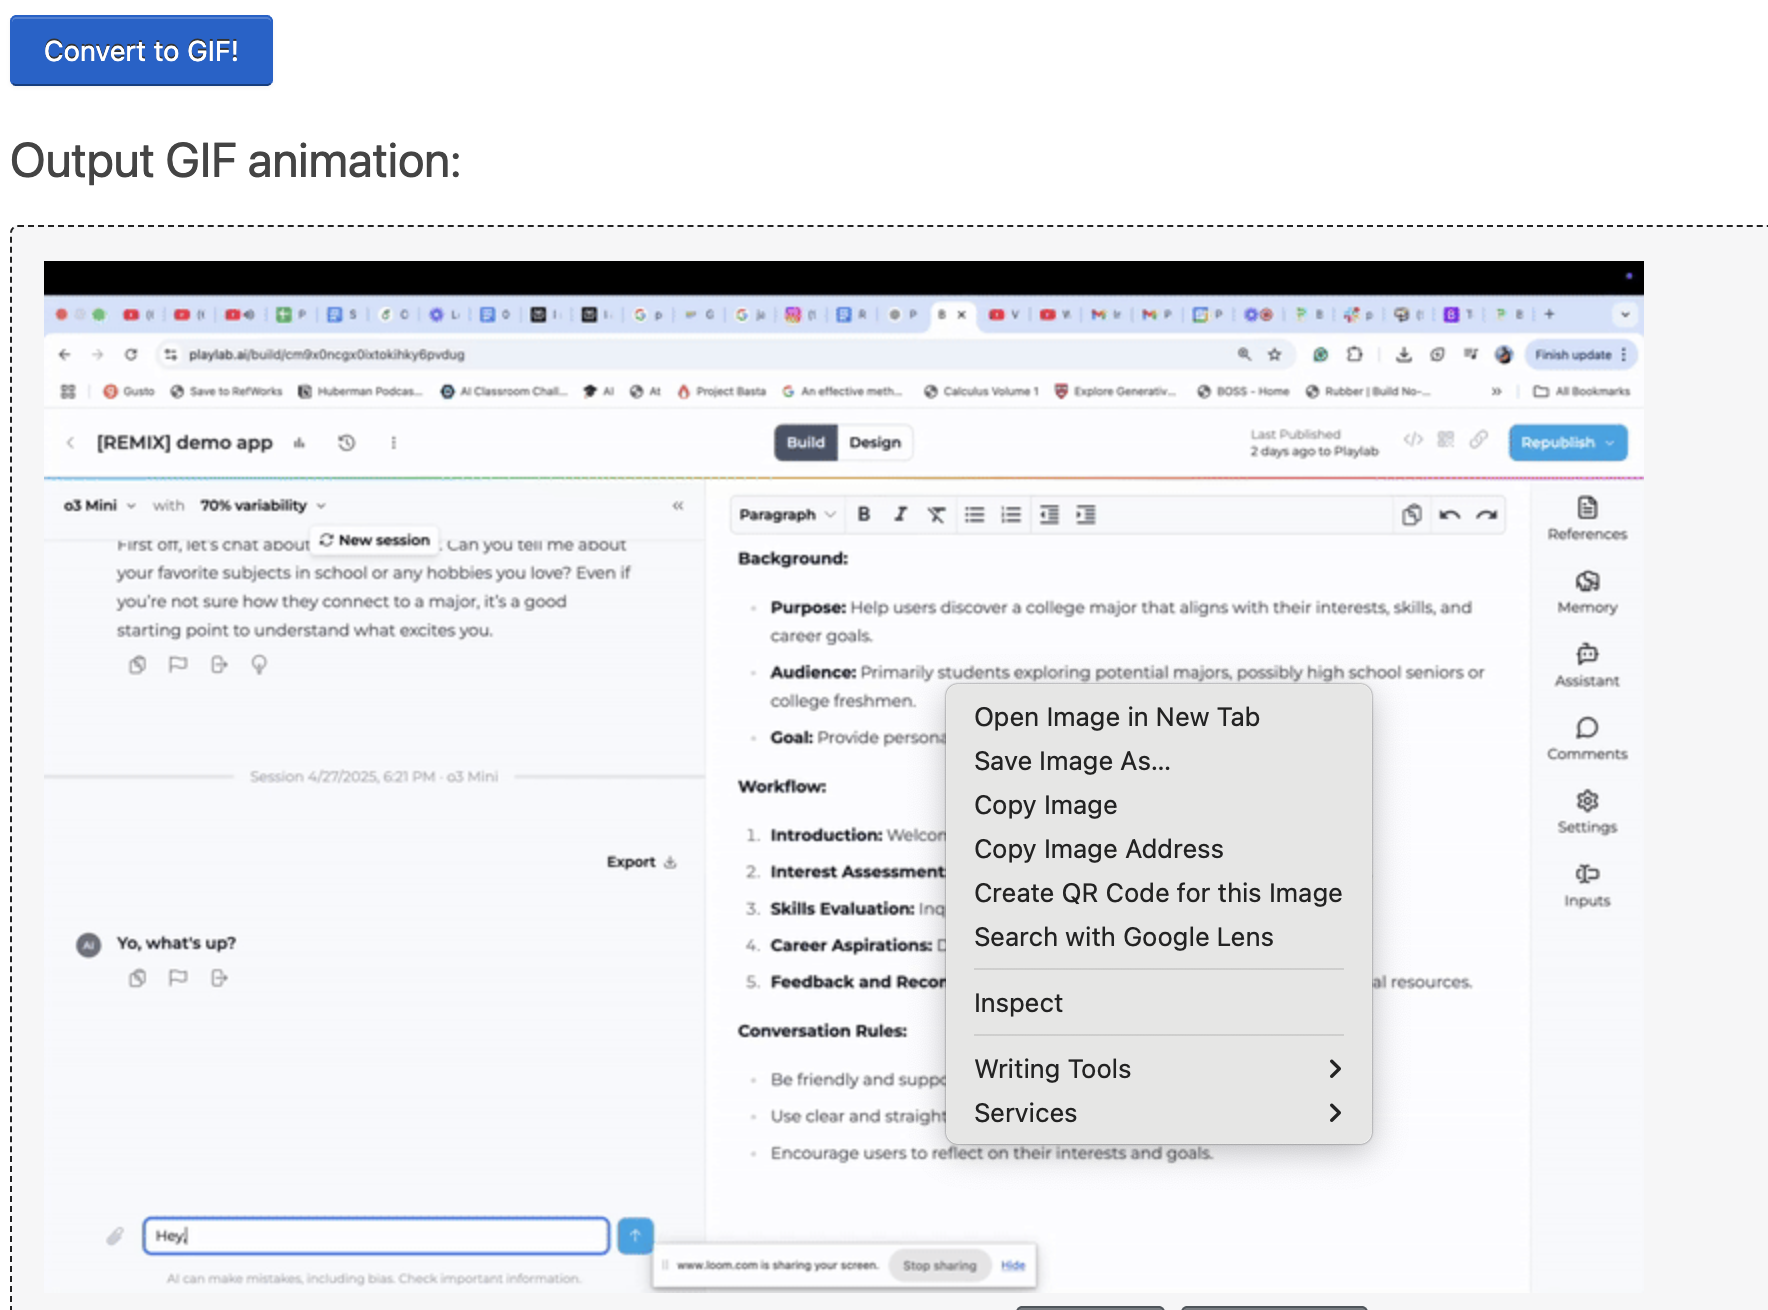 Convert to GIF!
Output GIF animation:
playlab.ai/build/cm9x0ncgx0ixtokihky6pvdug
Finish update
Gusto
Save to RefWorks
Huberman Podcas...
AI Classroom Chall...
AI
At
Project Basta
An effective meth...
Calculus Volume 1
Explore Generativ...
BOSS - Home
Rubber | Build No-...
All Bookmarks
[REMIX] demo app
Build
Design
Last Published
2 days ago to Playlab
Republish
o3 Mini with 70% variability
New session
First off, let's chat about . Can you tell me about
your favorite subjects in school or any hobbies you love? Even if
you're not sure how they connect to a major, it's a good
starting point to understand what excites you.
Session 4/27/2025, 6:21 PM - o3 Mini
Export
AI
Yo, what's up?
Hey
AI can make mistakes, including bias. Check important information.
Paragraph
B I
Background:
Purpose: Help users discover a college major that aligns with their interests, skills, and
career goals.
Audience: Primarily students exploring potential majors, possibly high school seniors or
college freshmen.
Goal: Provide persona
Workflow:
1. Introduction: Welcom
2. Interest Assessment:
3. Skills Evaluation: Inq
4. Career Aspirations: D
5. Feedback and Recom al resources.
Conversation Rules:
Be friendly and suppo
Use clear and straight
Encourage users to reflect on their interests and goals.
Open Image in New Tab
Save Image As...
Copy Image
Copy Image Address
Create QR Code for this Image
Search with Google Lens
Inspect
Writing Tools
Services
References
Memory
Assistant
Comments
Settings
Inputs
www.loom.com is sharing your screen.
Stop sharing
Hide